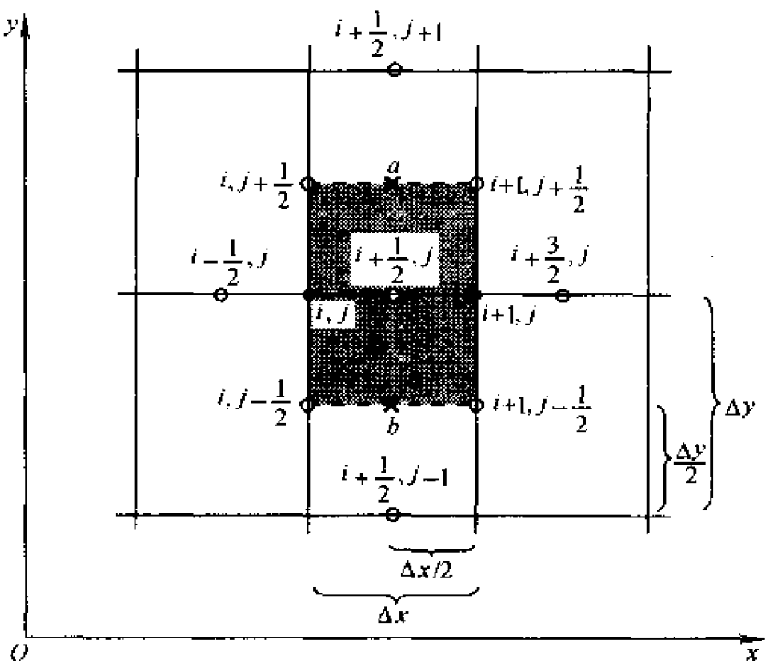 y
i + 1/2, j+1
a
i, j + 1/2
i+1, j + 1/2
i − 1/2, j
i + 1/2, j
i + 3/2, j
i, j
i+1, j
i, j − 1/2
i+1, j − 1/2
b
Δy
Δy/2
i + 1/2, j−1
Δx/2
Δx
O
x